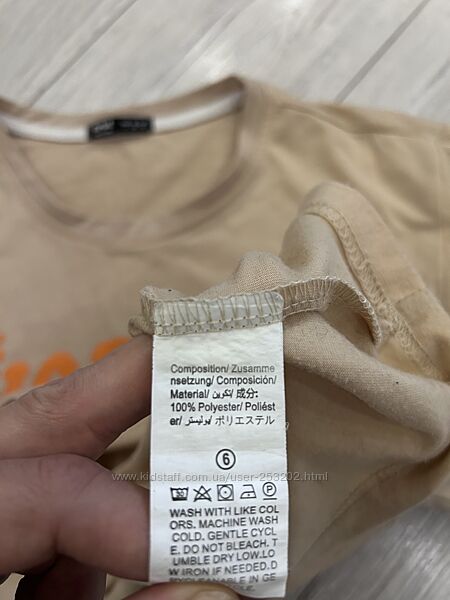 Composition/ Zusamme
nsetzung/ Composición/
Material/ تكوين/ 成分:
100% Polyester/ Poliést
er/ بوليستر/ ポリエステル
6
www.kidstaff.com.ua/user-253202.html
WASH WITH LIKE COL
ORS. MACHINE WASH
COLD. GENTLE CYCL
E. DO NOT BLEACH. T
UMBLE DRY LOW.LO
W IRON IF NEEDED.D